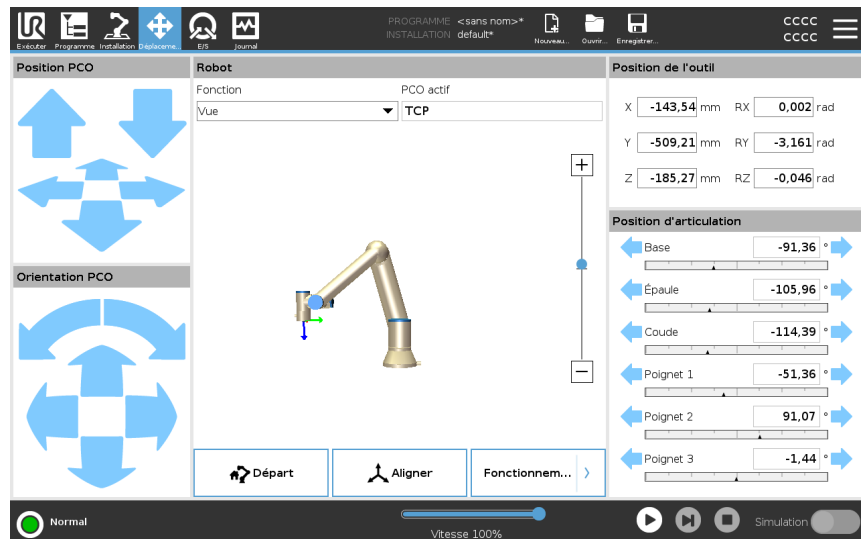 PROGRAMME <sans nom>*
INSTALLATION default*
CCCC
CCCC
Exécuter Programme Installation Déplaceme... E/S Journal Nouveau... Ouvrir... Enregistrer...
Position PCO
Robot
Position de l'outil
Fonction PCO actif
Vue TCP
X -143,54 mm RX 0,002 rad
Y -509,21 mm RY -3,161 rad
Z -185,27 mm RZ -0,046 rad
Position d'articulation
Base -91,36 °
Orientation PCO
Épaule -105,96 °
Coude -114,39 °
Poignet 1 -51,36 °
Poignet 2 91,07 °
Poignet 3 -1,44 °
Départ Aligner Fonctionnem...
Normal
Vitesse 100%
Simulation